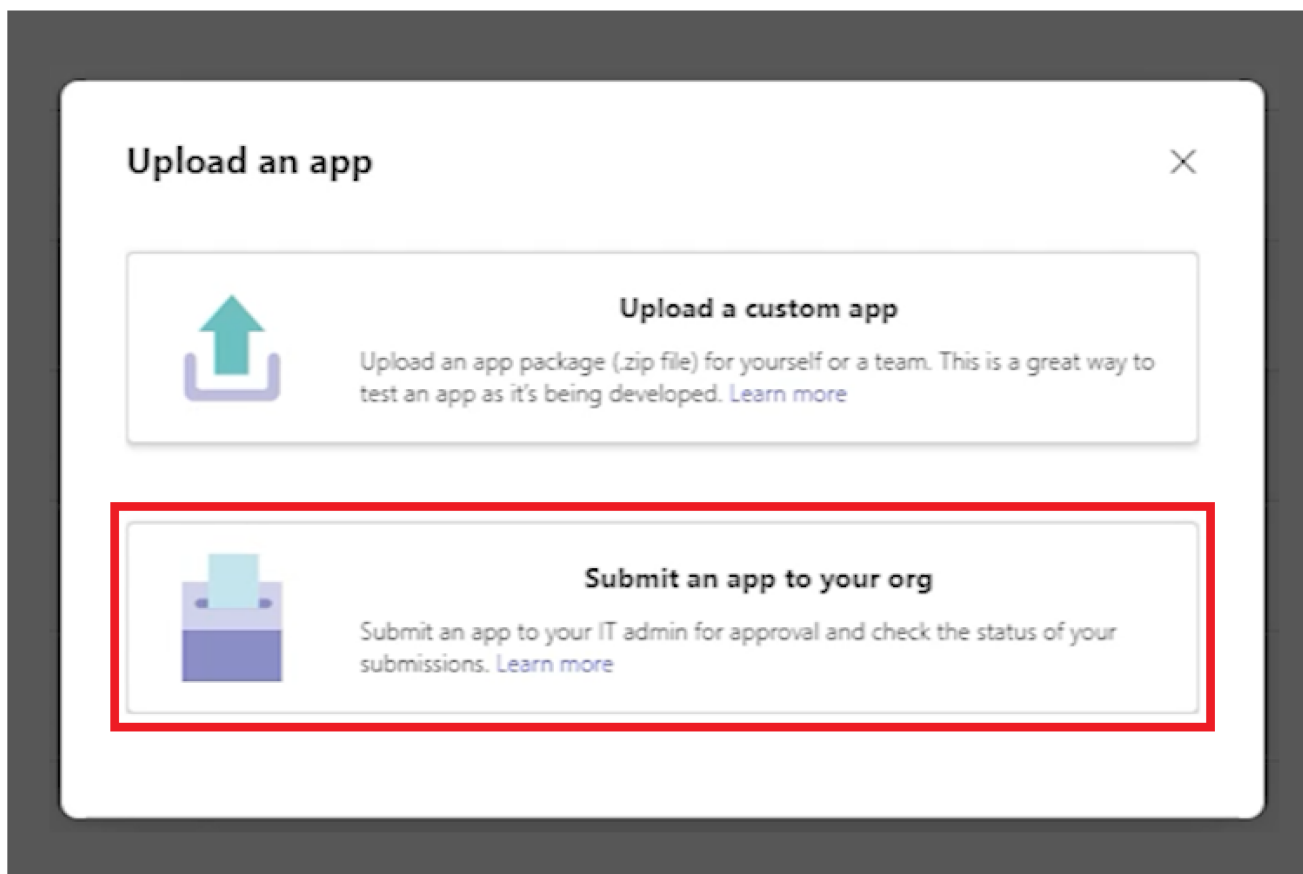 Upload an app
Upload a custom app
Upload an app package (.zip file) for yourself or a team. This is a great way to
test an app as it's being developed. Learn more
Submit an app to your org
Submit an app to your IT admin for approval and check the status of your
submissions. Learn more